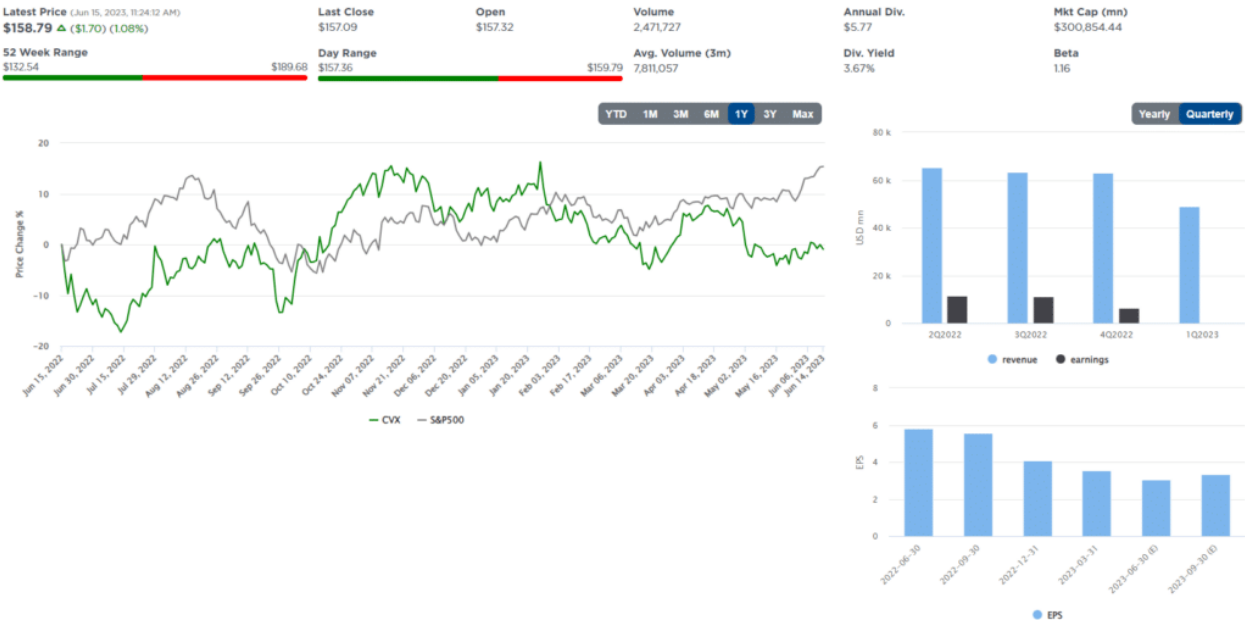 Latest Price (Jun 15, 2023, 11:24:12 AM)
$158.79 ($1.70) (1.08%)
Last Close
$157.09
Open
$157.32
Volume
2,471,727
Annual Div.
$5.77
Mkt Cap (mn)
$300,854.44
52 Week Range
$132.54 $189.68
Day Range
$157.36 $159.79
Avg. Volume (3m)
7,811,057
Div. Yield
3.67%
Beta
1.16
YTD 1M 3M 6M 1Y 3Y Max
Price Change %
20
10
0
-10
-20
Jun 15, 2022
Jun 30, 2022
Jul 15, 2022
Jul 29, 2022
Aug 12, 2022
Aug 26, 2022
Sep 12, 2022
Sep 26, 2022
Oct 10, 2022
Oct 24, 2022
Nov 07, 2022
Nov 21, 2022
Dec 06, 2022
Dec 20, 2022
Jan 05, 2023
Jan 20, 2023
Feb 03, 2023
Feb 17, 2023
Mar 06, 2023
Mar 20, 2023
Apr 03, 2023
Apr 18, 2023
May 02, 2023
May 16, 2023
Jun 06, 2023
Jun 14, 2023
CVX S&P500
Yearly Quarterly
USD mn
80 k
60 k
40 k
20 k
0
2Q2022 3Q2022 4Q2022 1Q2023
revenue earnings
EPS
8
6
4
2
0
2022-06-30
2022-09-30
2022-12-31
2023-03-31
2023-06-30 (E)
2023-09-30 (E)
EPS